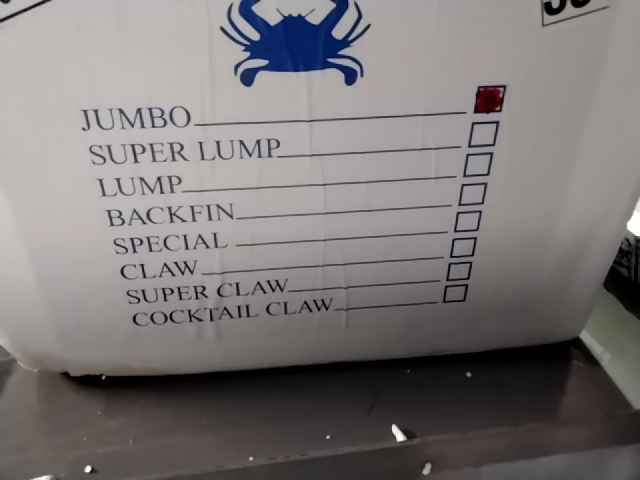 JUMBO
SUPER LUMP
LUMP
BACKFIN
SPECIAL
CLAW
SUPER CLAW
COCKTAIL CLAW